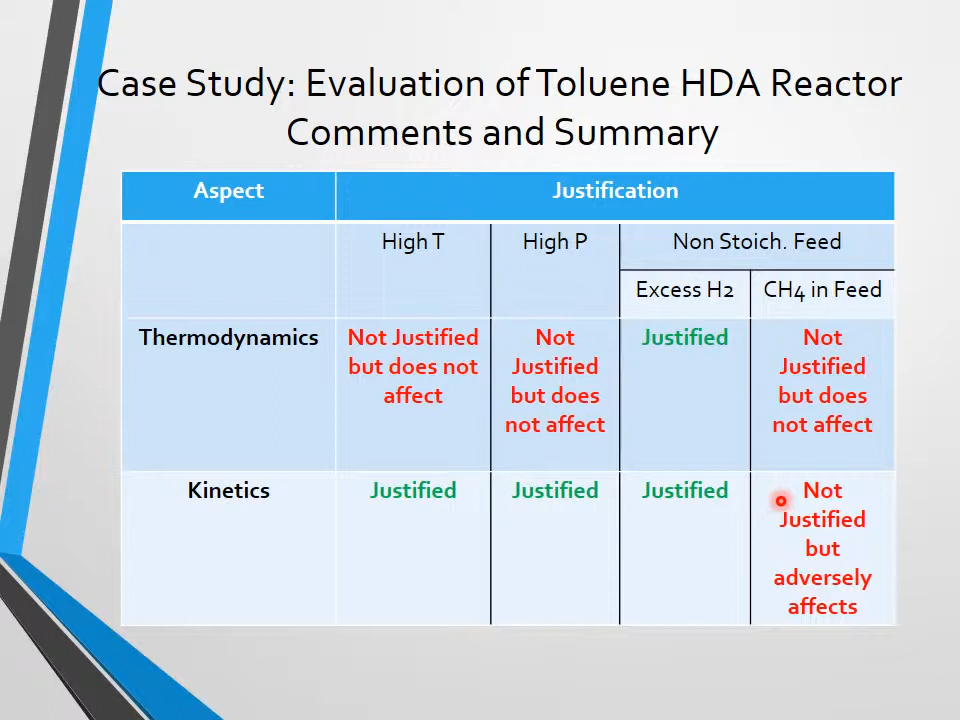 Case Study: Evaluation of Toluene HDA Reactor
Comments and Summary
Aspect
Justification
High T
High P
Non Stoich. Feed
Excess H2
CH4 in Feed
Thermodynamics
Not Justified
but does not
affect
Not
Justified
but does
not affect
Justified
Not
Justified
but does
not affect
Kinetics
Justified
Justified
Justified
Not
Justified
but
adversely
affects